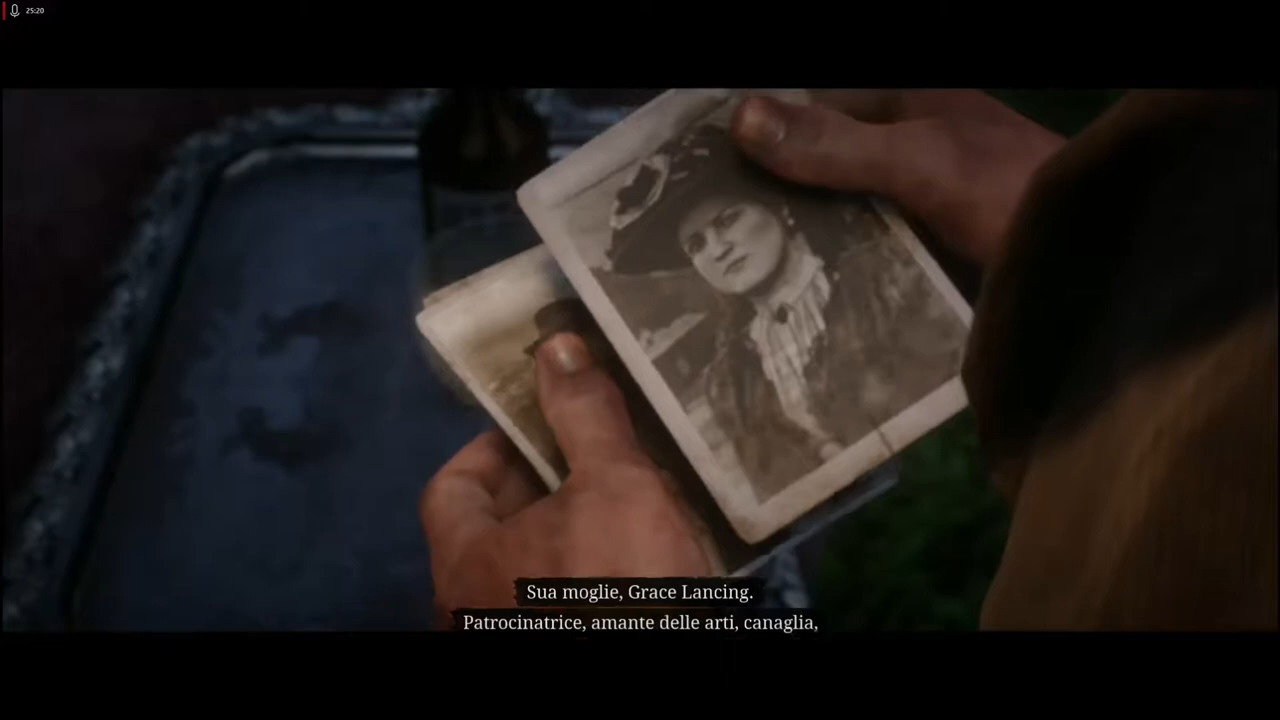 25:20
Sua moglie, Grace Lancing.
Patrocinatrice, amante delle arti, canaglia,